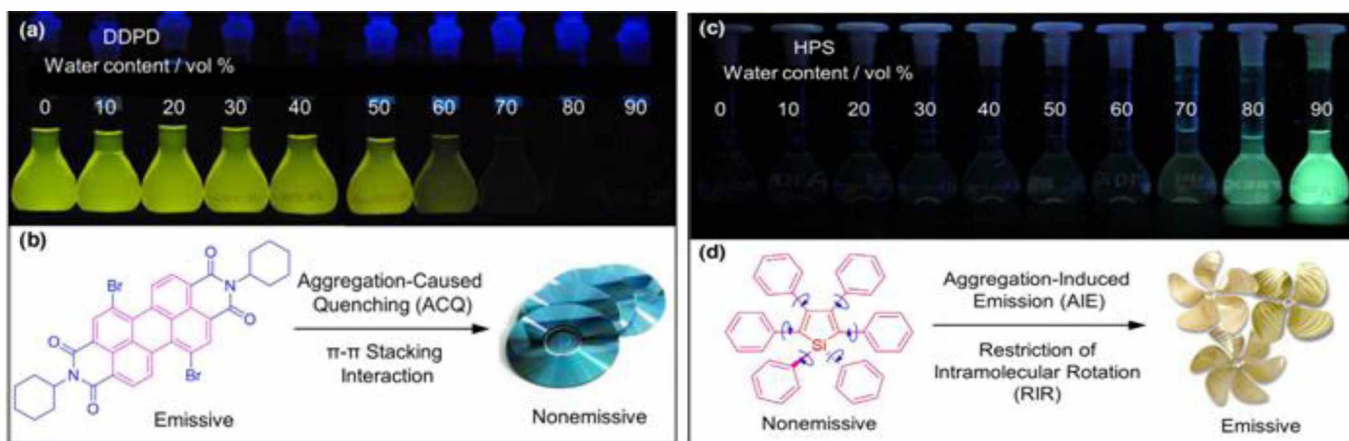 (a)
DDPD
Water content / vol %
0 10 20 30 40 50 60 70 80 90
(b)
O
N
O
Br
Br
O
N
O
Emissive
Aggregation-Caused
Quenching (ACQ)
π-π Stacking
Interaction
Nonemissive
(c)
HPS
Water content / vol %
0 10 20 30 40 50 60 70 80 90
(d)
Si
Nonemissive
Aggregation-Induced
Emission (AIE)
Restriction of
Intramolecular Rotation
(RIR)
Emissive